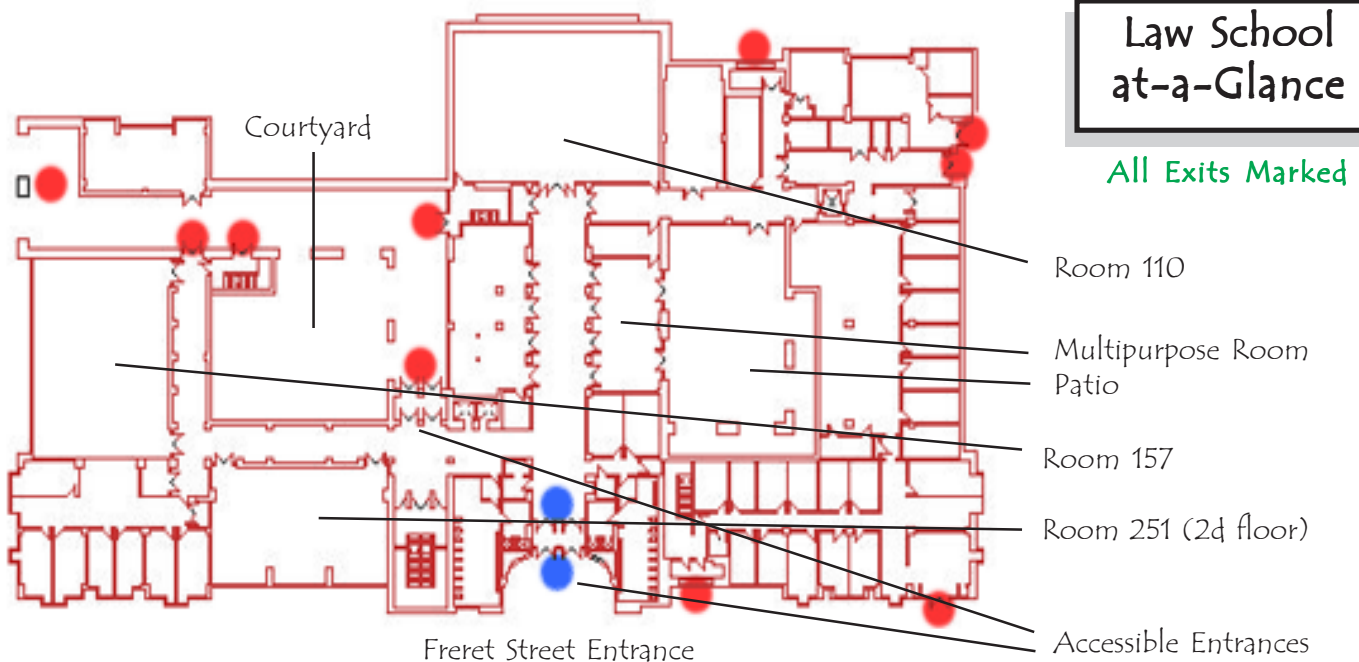 Law School
at-a-Glance
All Exits Marked
Courtyard
Room 110
Multipurpose Room
Patio
Room 157
Room 251 (2d floor)
Accessible Entrances
Freret Street Entrance